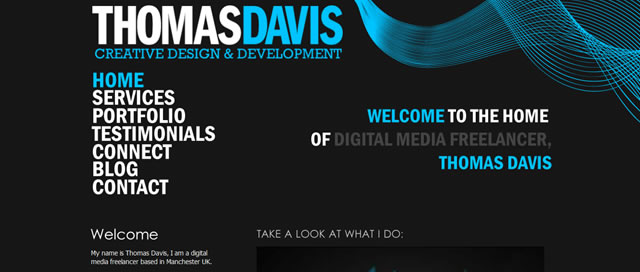 THOMASDAVIS
CREATIVE DESIGN & DEVELOPMENT
HOME
SERVICES
PORTFOLIO
TESTIMONIALS
CONNECT
BLOG
CONTACT
WELCOME TO THE HOME
OF DIGITAL MEDIA FREELANCER,
THOMAS DAVIS
Welcome
My name is Thomas Davis, I am a digital
media freelancer based in Manchester UK.
TAKE A LOOK AT WHAT I DO: